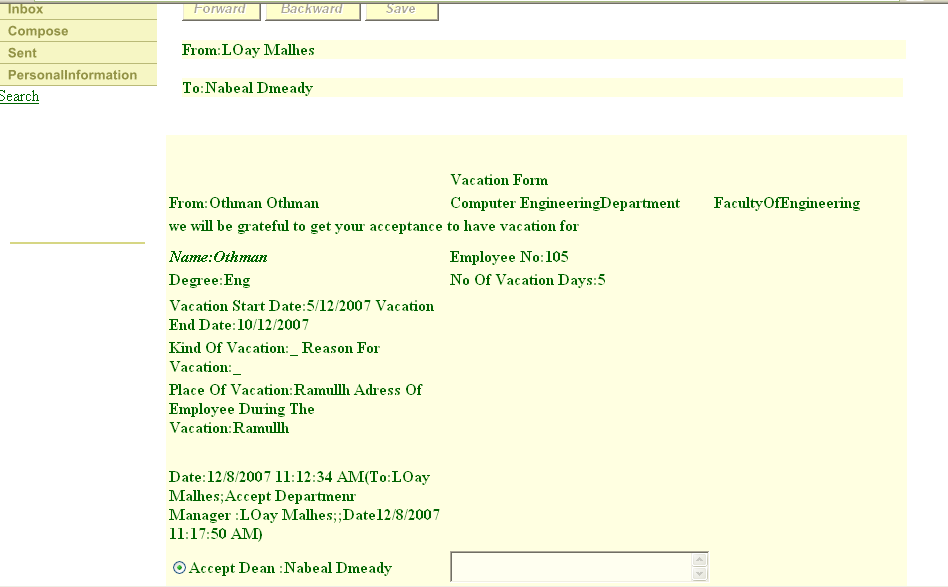 Inbox
Compose
Sent
PersonalInformation
Search
Forward Backward Save
From:LOay Malhes
To:Nabeal Dmeady
Vacation Form
From:Othman Othman Computer EngineeringDepartment FacultyOfEngineering
we will be grateful to get your acceptance to have vacation for
Name:Othman Employee No:105
Degree:Eng No Of Vacation Days:5
Vacation Start Date:5/12/2007 Vacation
End Date:10/12/2007
Kind Of Vacation:_ Reason For
Vacation:_
Place Of Vacation:Ramullh Adress Of
Employee During The
Vacation:Ramullh
Date:12/8/2007 11:12:34 AM(To:LOay
Malhes;Accept Departmenr
Manager :LOay Malhes;;Date12/8/2007
11:17:50 AM)
Accept Dean :Nabeal Dmeady